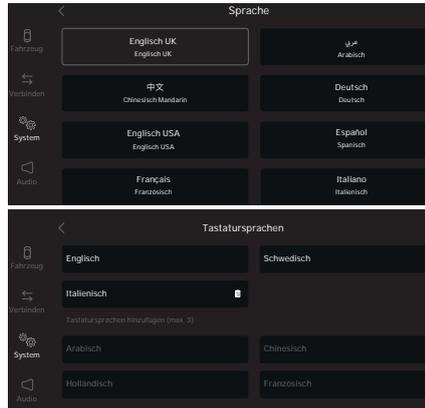 Sprache
Fahrzeug
Verbinden
System
Audio
Englisch UK
Englisch UK
عربي
Arabisch
中文
Chinesisch Mandarin
Deutsch
Deutsch
Englisch USA
Englisch USA
Español
Spanisch
Français
Französisch
Italiano
Italienisch
Tastatursprachen
Fahrzeug
Verbinden
System
Audio
Englisch
Schwedisch
Italienisch
Tastatursprachen hinzufügen (max. 3)
Arabisch
Chinesisch
Holländisch
Französisch